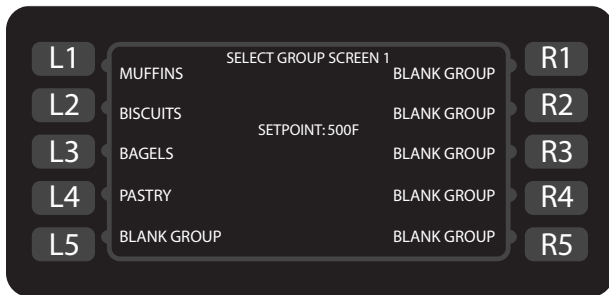 SELECT GROUP SCREEN 1
L1 MUFFINS BLANK GROUP R1
L2 BISCUITS BLANK GROUP R2
SETPOINT: 500F
L3 BAGELS BLANK GROUP R3
L4 PASTRY BLANK GROUP R4
L5 BLANK GROUP BLANK GROUP R5